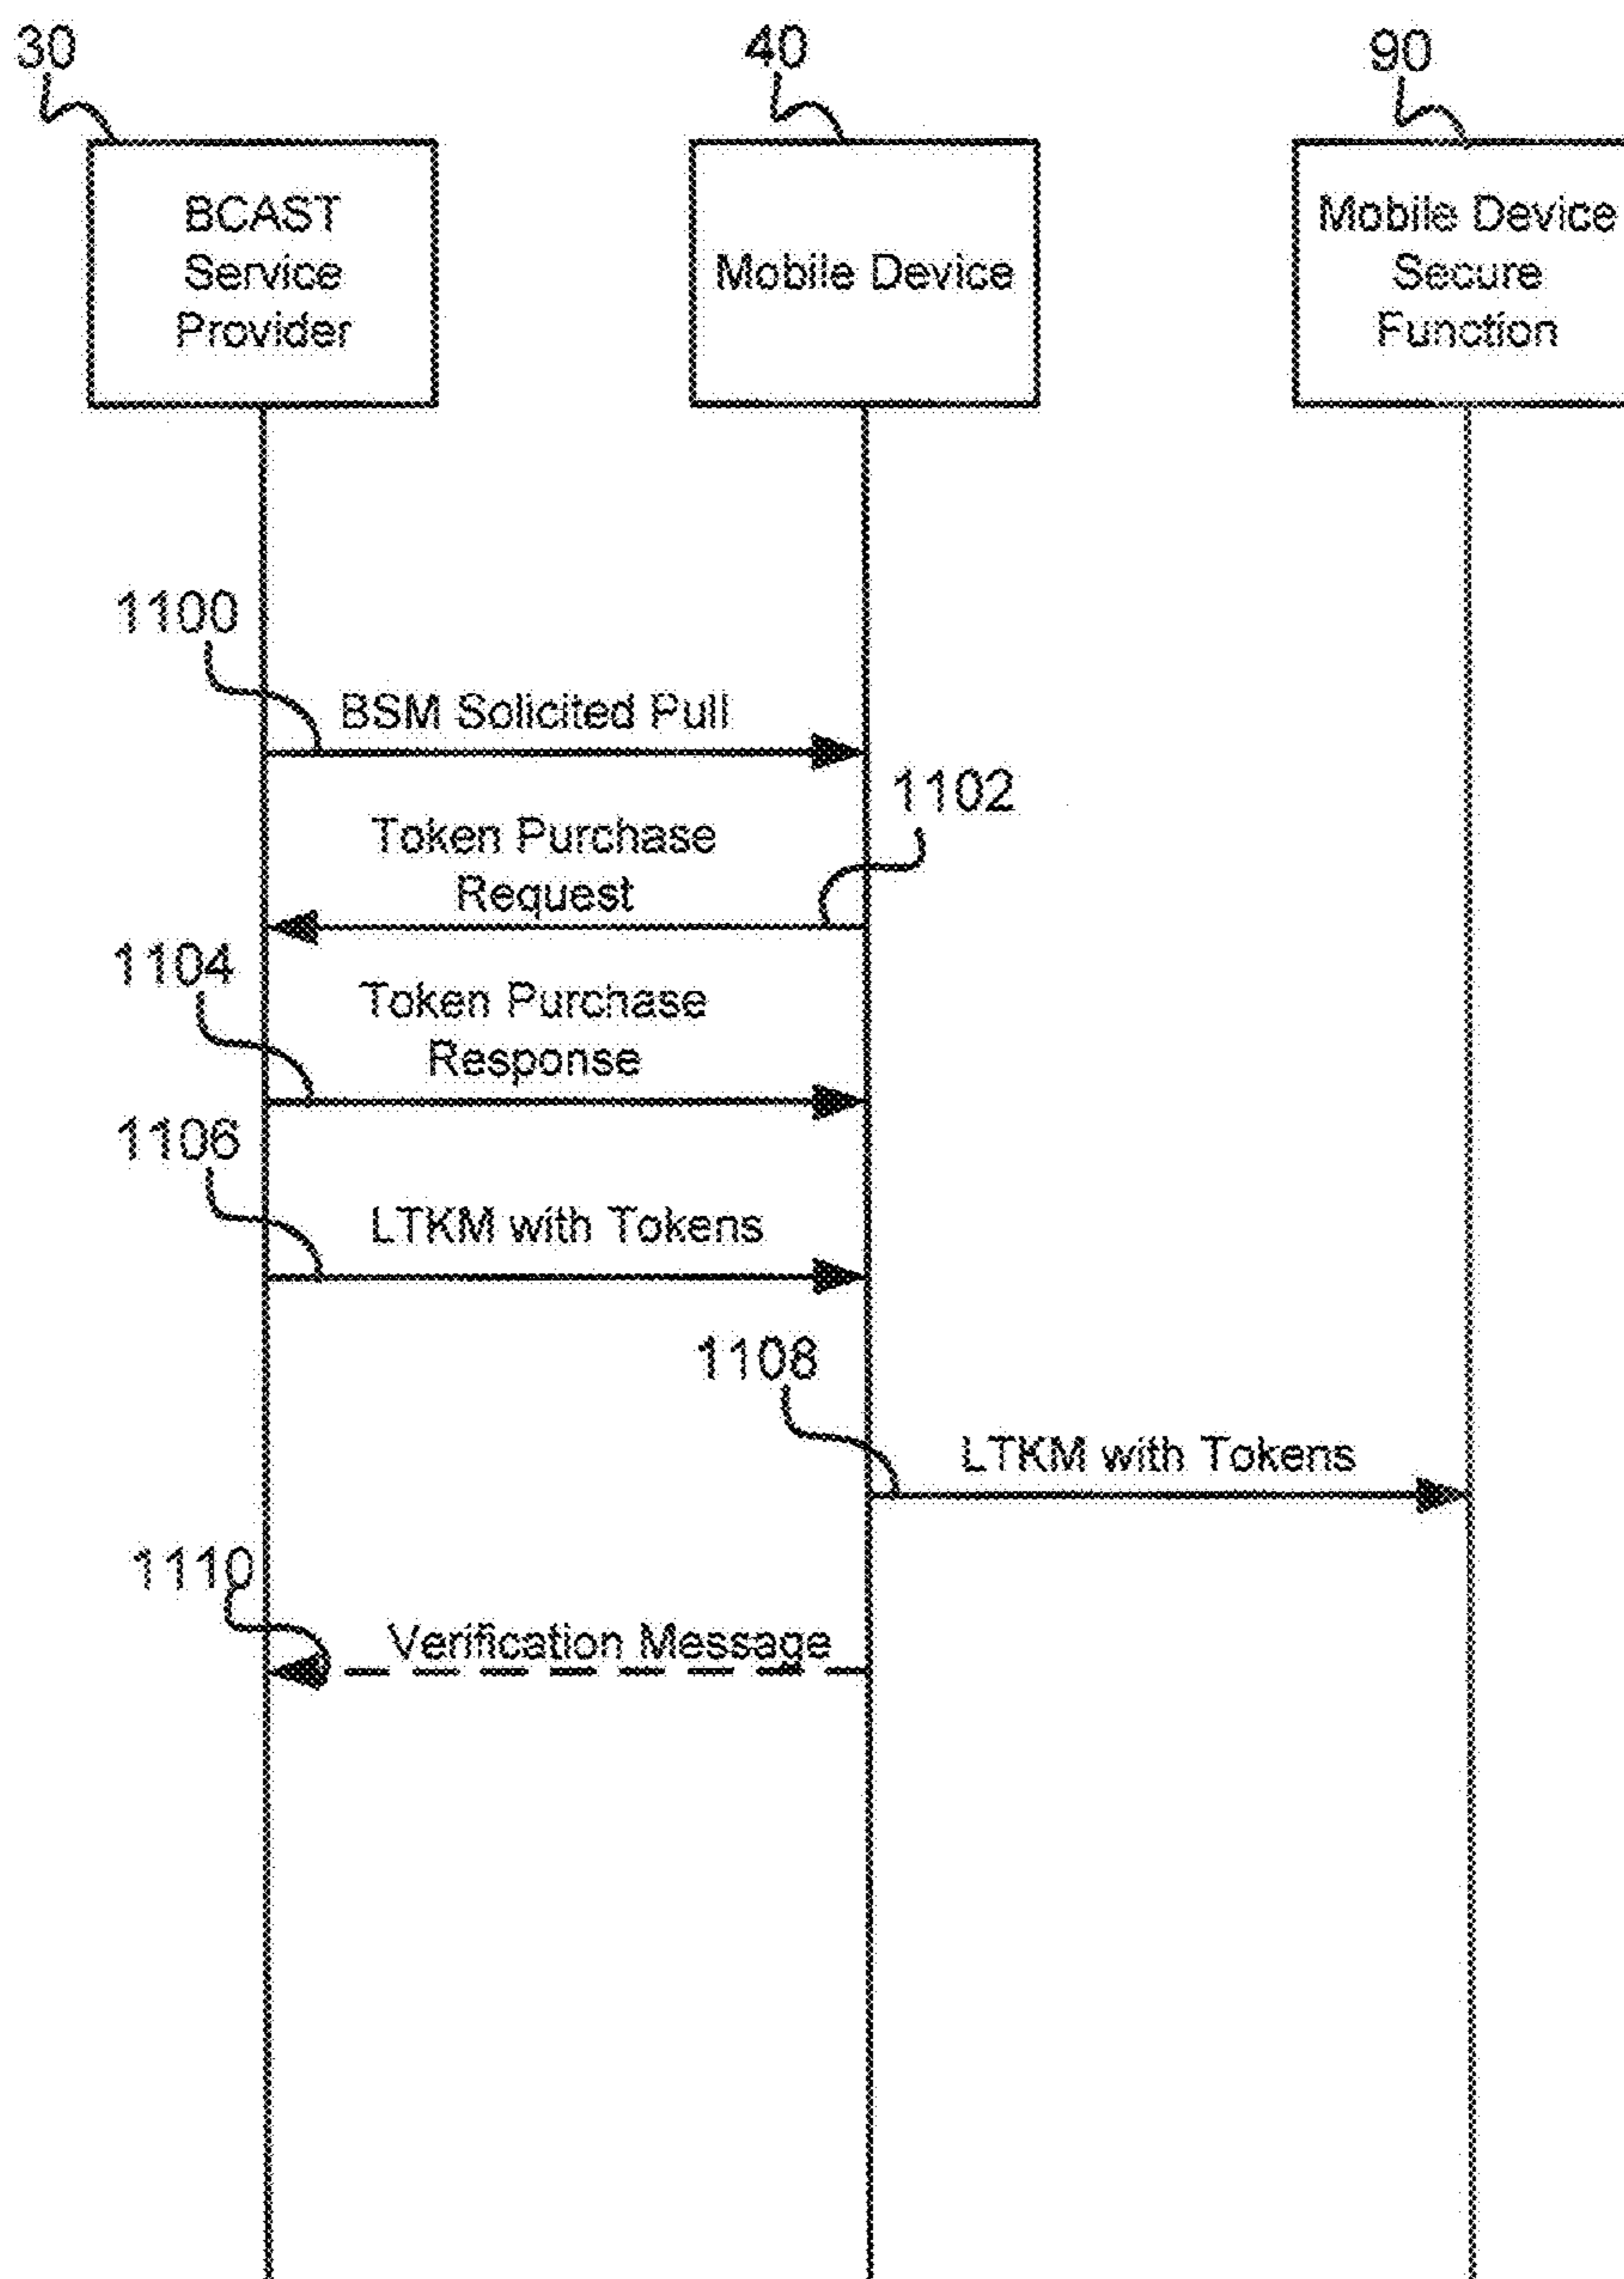 30
40
90
BCAST
Service
Provider
Mobile Device
Mobile Device
Secure
Function
1100
BSM Solicited Pull
1102
Token Purchase
Request
1104
Token Purchase
Response
1106
LTKM with Tokens
1108
LTKM with Tokens
1110
Verification Message